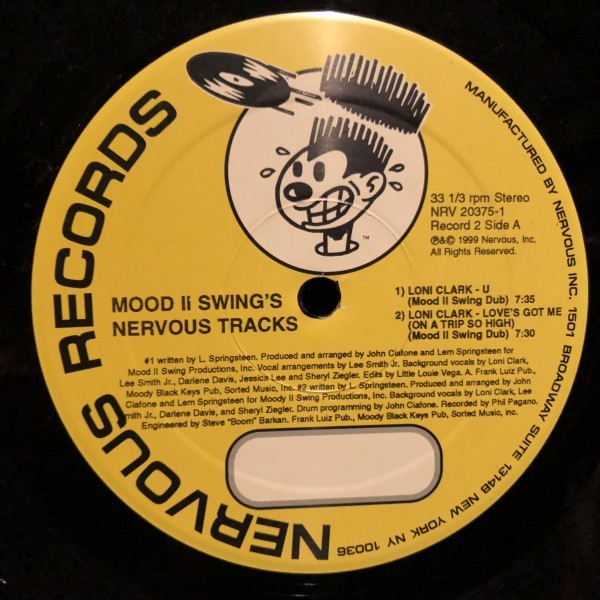 NERVOUS RECORDS
MANUFACTURED BY NERVOUS INC. 1501 BROADWAY SUITE 1314B NEW YORK NY 10036
TM
33 1/3 rpm Stereo
NRV 20375-1
Record 2 Side A
℗&© 1999 Nervous, Inc.
All Rights Reserved.
MOOD II SWING'S
NERVOUS TRACKS
1) LONI CLARK - U
(Mood II Swing Dub) 7:35
2) LONI CLARK - LOVE'S GOT ME
(ON A TRIP SO HIGH)
(Mood II Swing Dub) 7:30
#1 written by L. Springsteen. Produced and arranged by John Ciafone and Lem Springsteen for
Mood II Swing Productions, Inc. Vocal arrangements by Lee Smith Jr. Background vocals by Loni Clark,
Lee Smith Jr., Darlene Davis, Jessica Lee and Sheryl Ziegler. Edits by Little Louie Vega. A. Frank Luiz Pub.,
Moody Black Keys Pub, Sorted Music, Inc. #2 written by L. Springsteen. Produced and arranged by John
Ciafone and Lem Springsteen for Moody II Swing Productions, Inc. Background vocals by Loni Clark, Lee
Smith Jr., Darlene Davis, and Sheryl Ziegler. Drum programming by John Ciafone. Recorded by Phil Pagano.
Engineered by Steve "Boom" Barkan. Frank Luiz Pub., Moody Black Keys Pub, Sorted Music, inc.